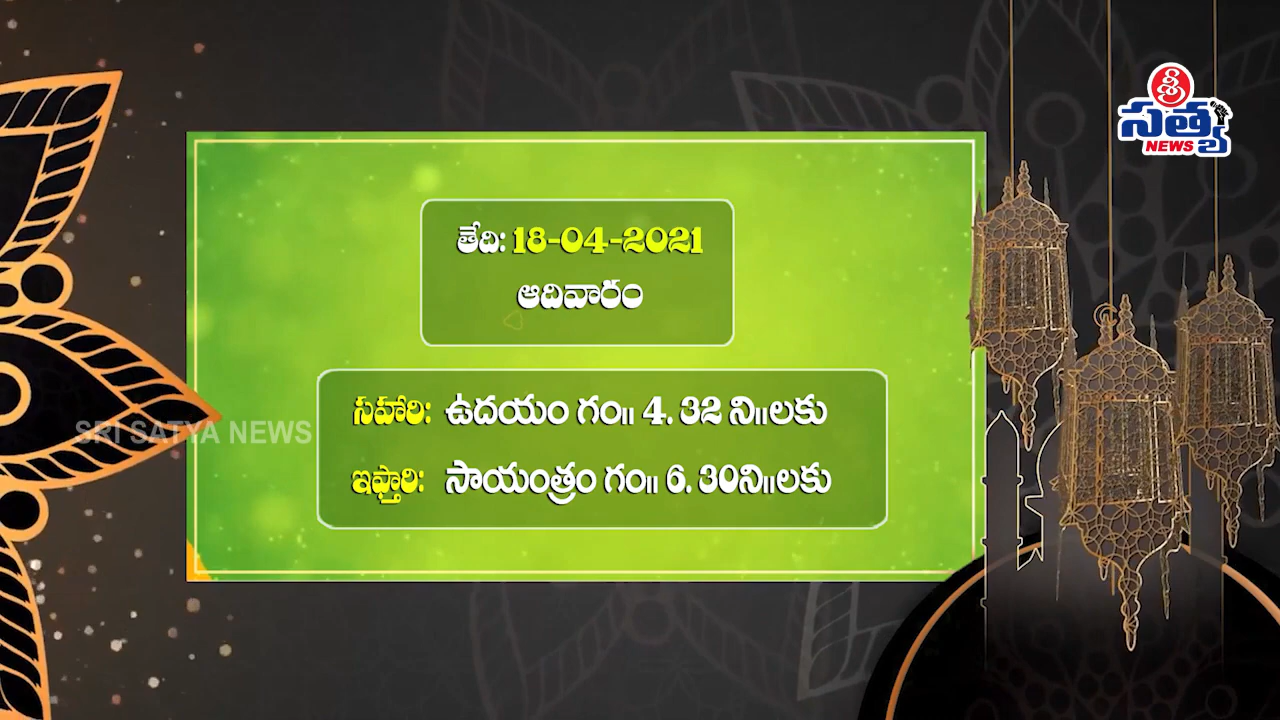 శ్రీ
సత్య
NEWS
తేది: 18-04-2021
ఆదివారం
సహారి: ఉదయం గం॥ 4. 32 ని॥లకు
ఇఫ్తారి: సాయంత్రం గం॥ 6. 30ని॥లకు
SRI SATYA NEWS